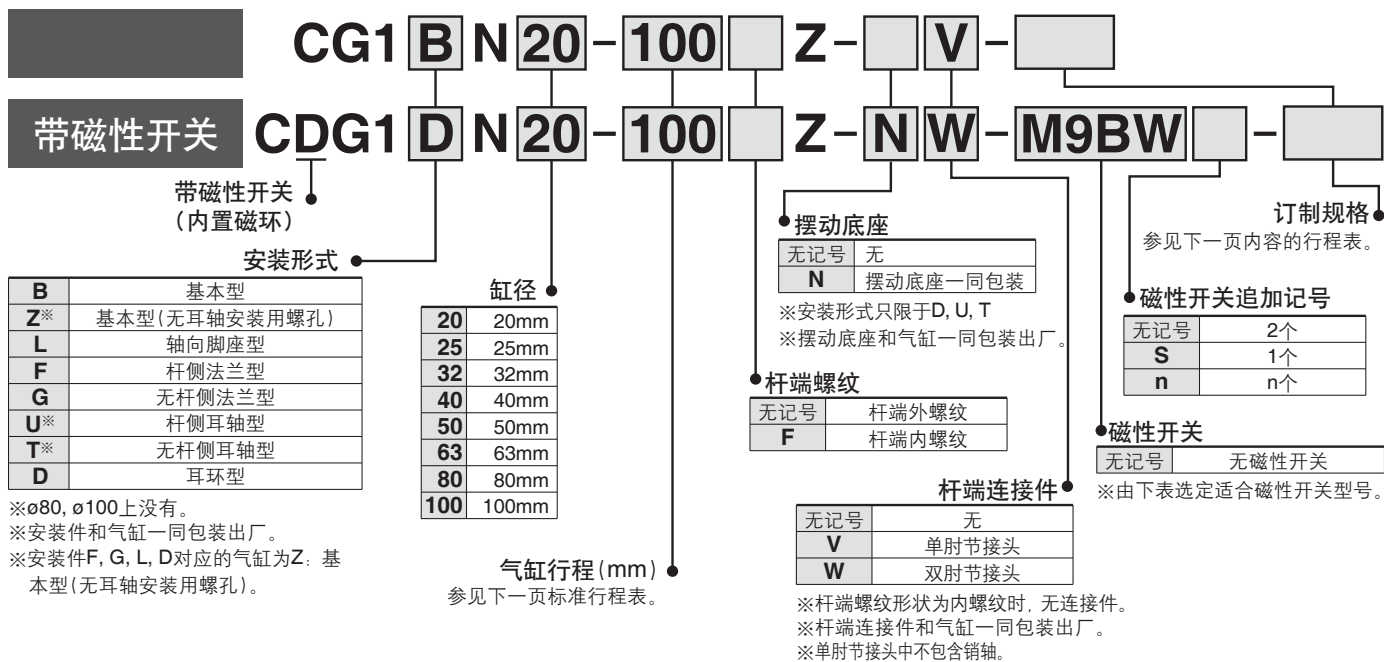 CG1 B N 20-100 Z- V-
带磁性开关 CDG1 D N 20-100 Z-N W-M9BW -
带磁性开关
(内置磁环)
安装形式
B 基本型
Z※ 基本型(无耳轴安装用螺孔)
L 轴向脚座型
F 杆侧法兰型
G 无杆侧法兰型
U※ 杆侧耳轴型
T※ 无杆侧耳轴型
D 耳环型
※ø80, ø100上没有。
※安装件和气缸一同包装出厂。
※安装件F, G, L, D对应的气缸为Z：基
本型(无耳轴安装用螺孔)。
缸径
20 20mm
25 25mm
32 32mm
40 40mm
50 50mm
63 63mm
80 80mm
100 100mm
气缸行程(mm)
参见下一页标准行程表。
摆动底座
无记号 无
N 摆动底座一同包装
※安装形式只限于D, U, T
※摆动底座和气缸一同包装出厂。
杆端螺纹
无记号 杆端外螺纹
F 杆端内螺纹
杆端连接件
无记号 无
V 单肘节接头
W 双肘节接头
※杆端螺纹形状为内螺纹时, 无连接件。
※杆端连接件和气缸一同包装出厂。
※单肘节接头中不包含销轴。
订制规格
参见下一页内容的行程表。
磁性开关追加记号
无记号 2个
S 1个
n n个
磁性开关
无记号 无磁性开关
※由下表选定适合磁性开关型号。